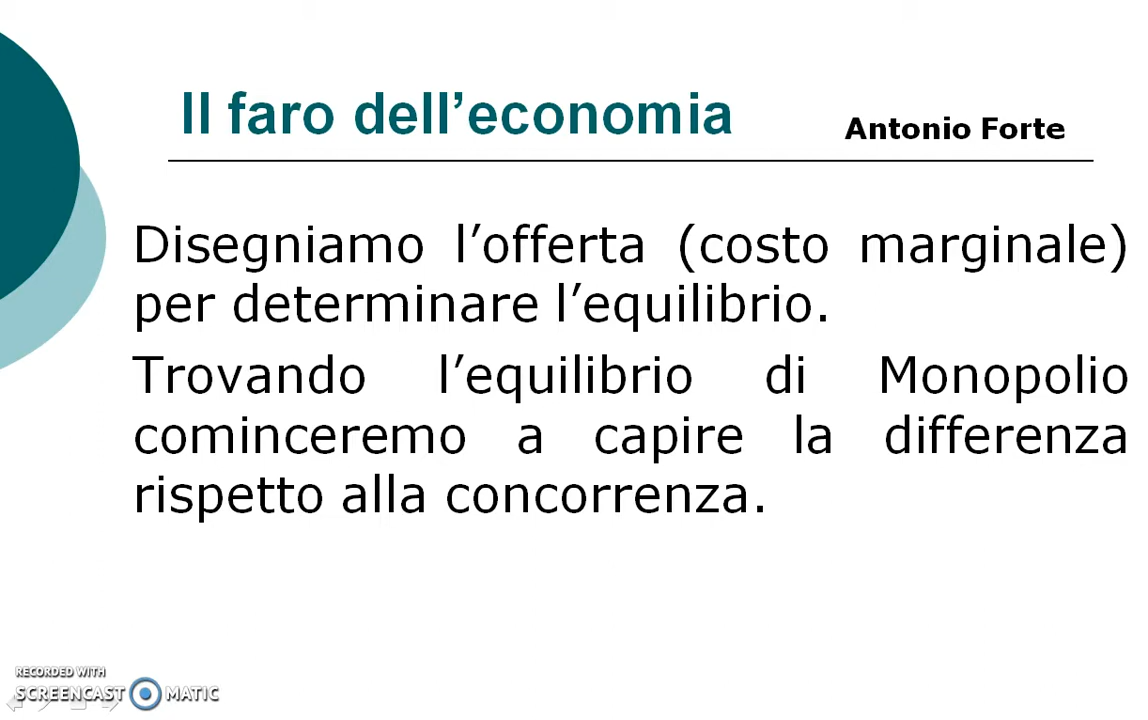 Il faro dell’economia
Antonio Forte
Disegniamo l’offerta (costo marginale)
per determinare l’equilibrio.
Trovando l’equilibrio di Monopolio
cominceremo a capire la differenza
rispetto alla concorrenza.
RECORDED WITH
SCREENCAST MATIC